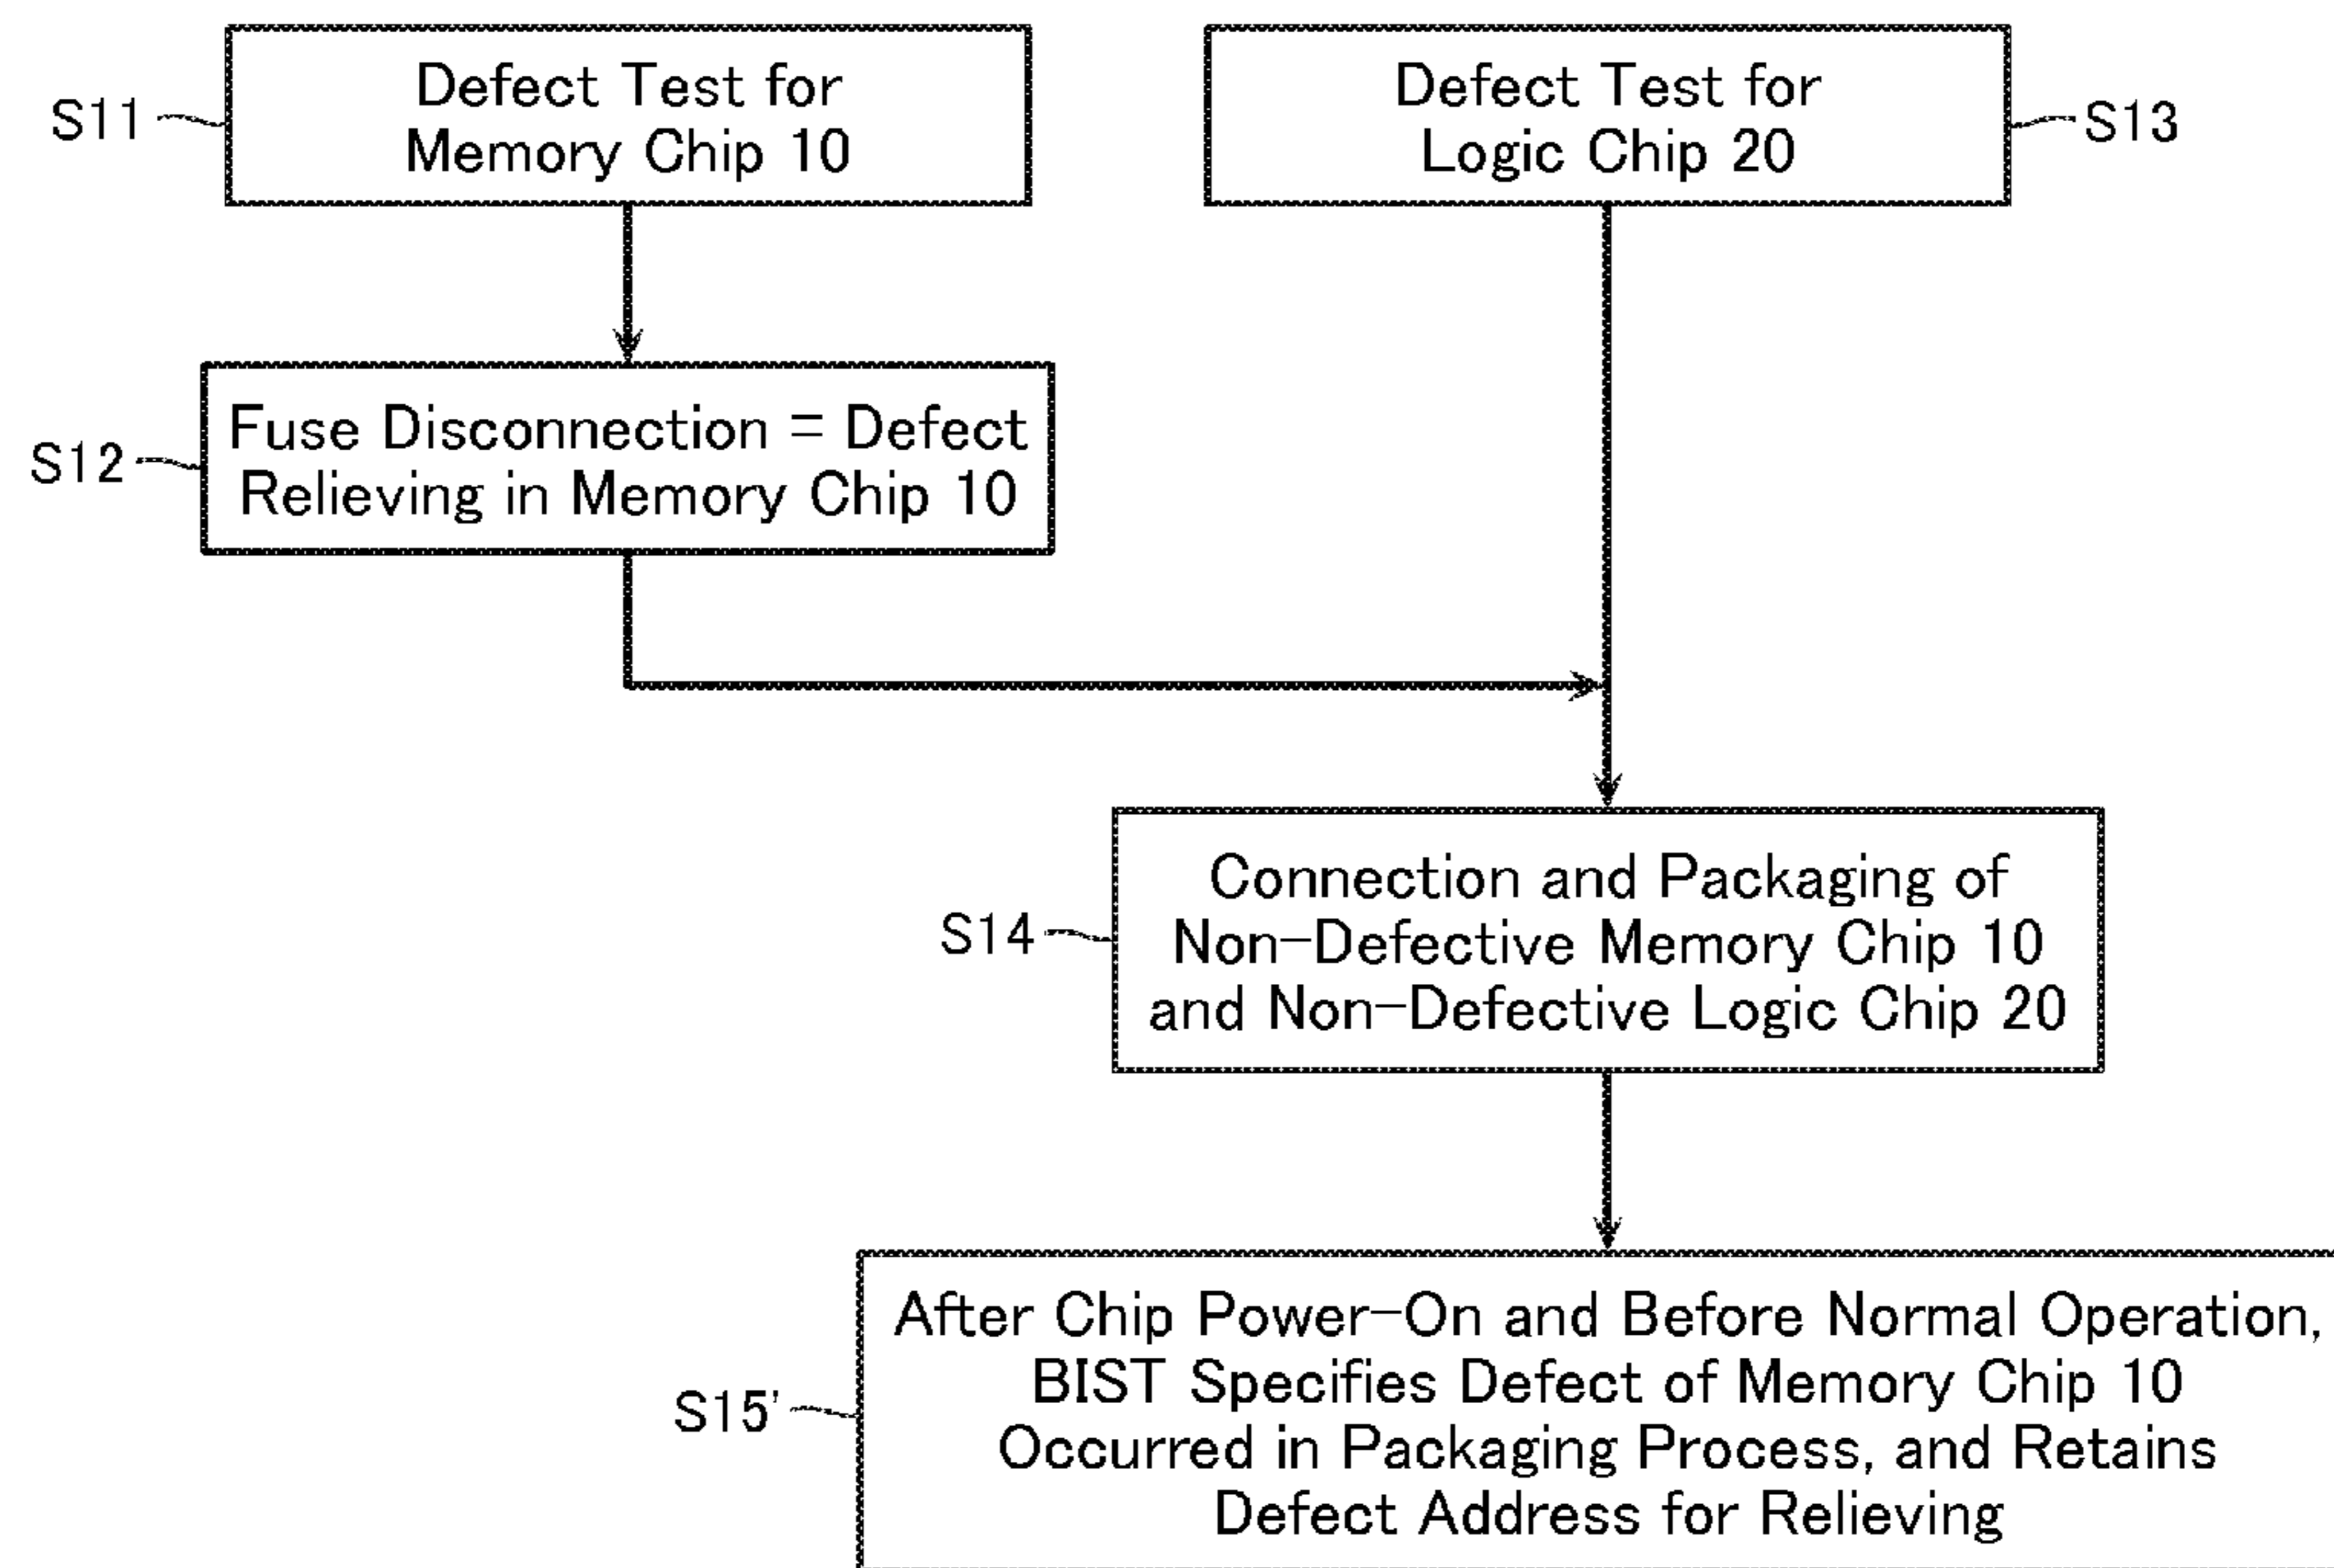 S11
Defect Test for
Memory Chip 10
Defect Test for
Logic Chip 20
S13
S12
Fuse Disconnection = Defect
Relieving in Memory Chip 10
S14
Connection and Packaging of
Non-Defective Memory Chip 10
and Non-Defective Logic Chip 20
S15'
After Chip Power-On and Before Normal Operation,
BIST Specifies Defect of Memory Chip 10
Occurred in Packaging Process, and Retains
Defect Address for Relieving